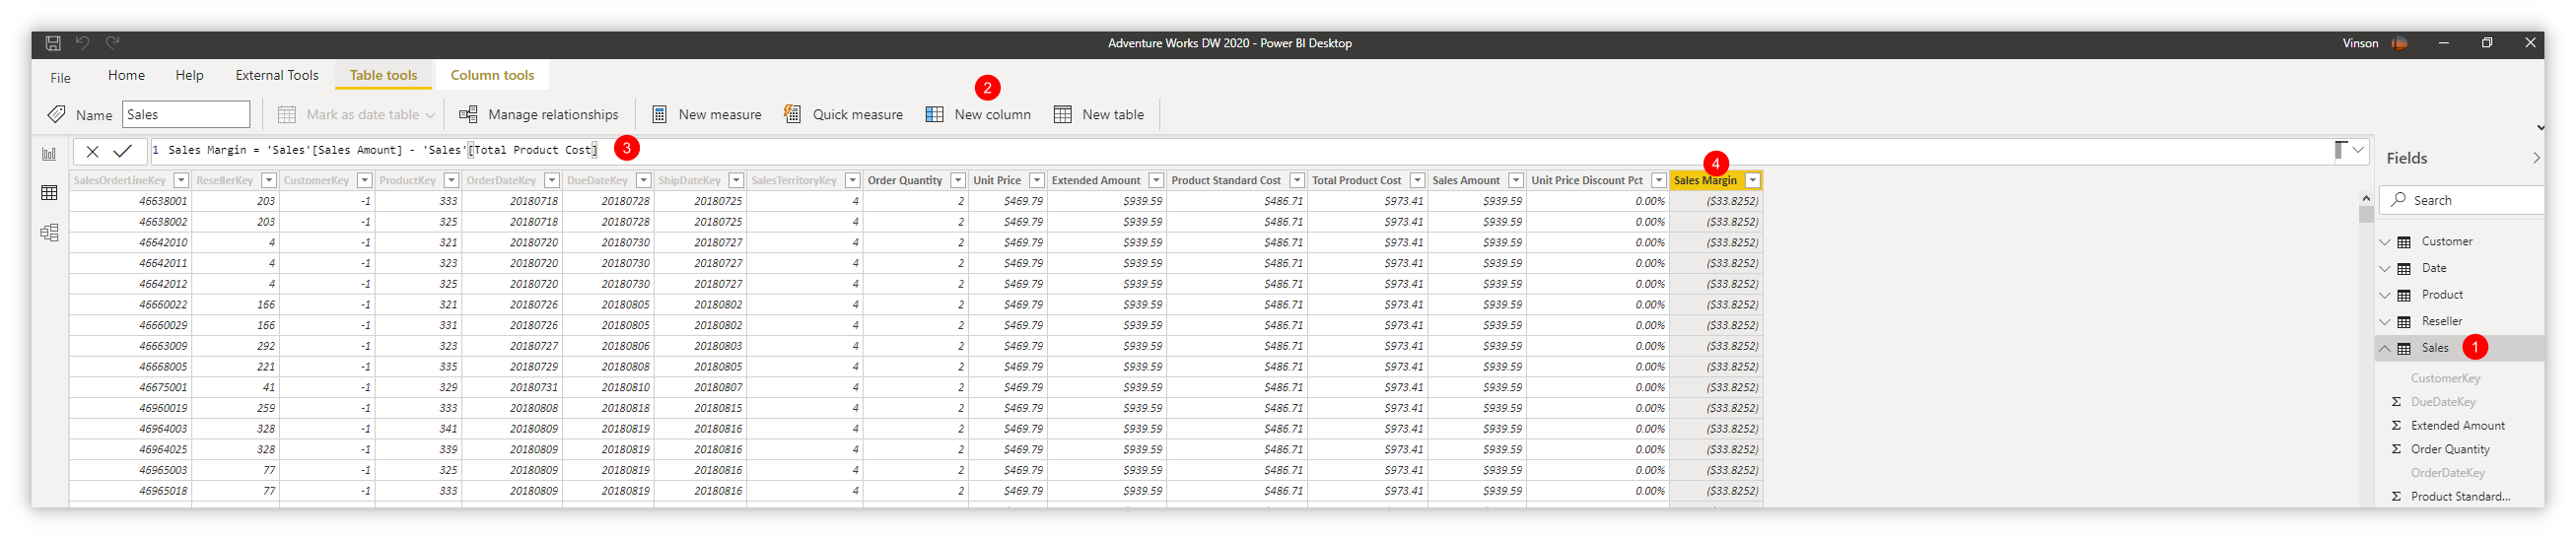 Adventure Works DW 2020 - Power BI Desktop Vinson
File Home Help External Tools Table tools Column tools
2
Name Sales Mark as date table Manage relationships New measure Quick measure New column New table
1 Sales Margin = 'Sales'[Sales Amount] - 'Sales'[Total Product Cost] 3
4
SalesOrderLineKey ResellerKey CustomerKey ProductKey OrderDateKey DueDateKey ShipDateKey SalesTerritoryKey Order Quantity Unit Price Extended Amount Product Standard Cost Total Product Cost Sales Amount Unit Price Discount Pct Sales Margin
46638001 203 -1 333 20180718 20180728 20180725 4 2 $469.79 $939.59 $486.71 $973.41 $939.59 0.00% ($33.8252)
46638002 203 -1 325 20180718 20180728 20180725 4 2 $469.79 $939.59 $486.71 $973.41 $939.59 0.00% ($33.8252)
46642010 4 -1 321 20180720 20180730 20180727 4 2 $469.79 $939.59 $486.71 $973.41 $939.59 0.00% ($33.8252)
46642011 4 -1 323 20180720 20180730 20180727 4 2 $469.79 $939.59 $486.71 $973.41 $939.59 0.00% ($33.8252)
46642012 4 -1 325 20180720 20180730 20180727 4 2 $469.79 $939.59 $486.71 $973.41 $939.59 0.00% ($33.8252)
46660022 166 -1 321 20180726 20180805 20180802 4 2 $469.79 $939.59 $486.71 $973.41 $939.59 0.00% ($33.8252)
46660029 166 -1 331 20180726 20180805 20180802 4 2 $469.79 $939.59 $486.71 $973.41 $939.59 0.00% ($33.8252)
46663009 292 -1 323 20180727 20180806 20180803 4 2 $469.79 $939.59 $486.71 $973.41 $939.59 0.00% ($33.8252)
46668005 221 -1 335 20180729 20180808 20180805 4 2 $469.79 $939.59 $486.71 $973.41 $939.59 0.00% ($33.8252)
46675001 41 -1 329 20180731 20180810 20180807 4 2 $469.79 $939.59 $486.71 $973.41 $939.59 0.00% ($33.8252)
46960019 259 -1 333 20180808 20180818 20180815 4 2 $469.79 $939.59 $486.71 $973.41 $939.59 0.00% ($33.8252)
46964003 328 -1 341 20180809 20180819 20180816 4 2 $469.79 $939.59 $486.71 $973.41 $939.59 0.00% ($33.8252)
46964025 328 -1 339 20180809 20180819 20180816 4 2 $469.79 $939.59 $486.71 $973.41 $939.59 0.00% ($33.8252)
46965003 77 -1 325 20180809 20180819 20180816 4 2 $469.79 $939.59 $486.71 $973.41 $939.59 0.00% ($33.8252)
46965018 77 -1 333 20180809 20180819 20180816 4 2 $469.79 $939.59 $486.71 $973.41 $939.59 0.00% ($33.8252)
Fields
Search
Customer
Date
Product
Reseller
Sales 1
CustomerKey
Σ DueDateKey
Σ Extended Amount
Σ Order Quantity
OrderDateKey
Σ Product Standard...